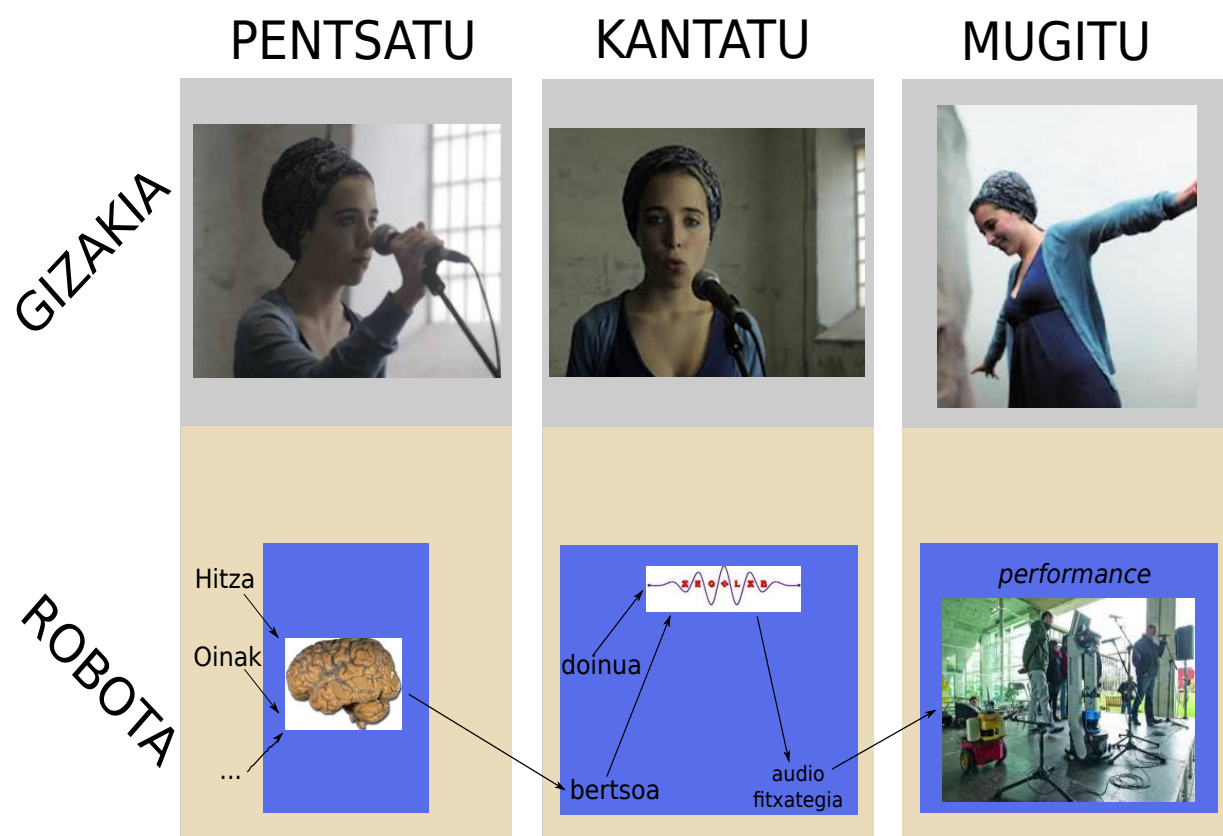 PENTSATU
KANTATU
MUGITU
GIZAKIA
ROBOTA
Hitza
Oinak
...
doinua
bertsoa
audio
fitxategia
performance